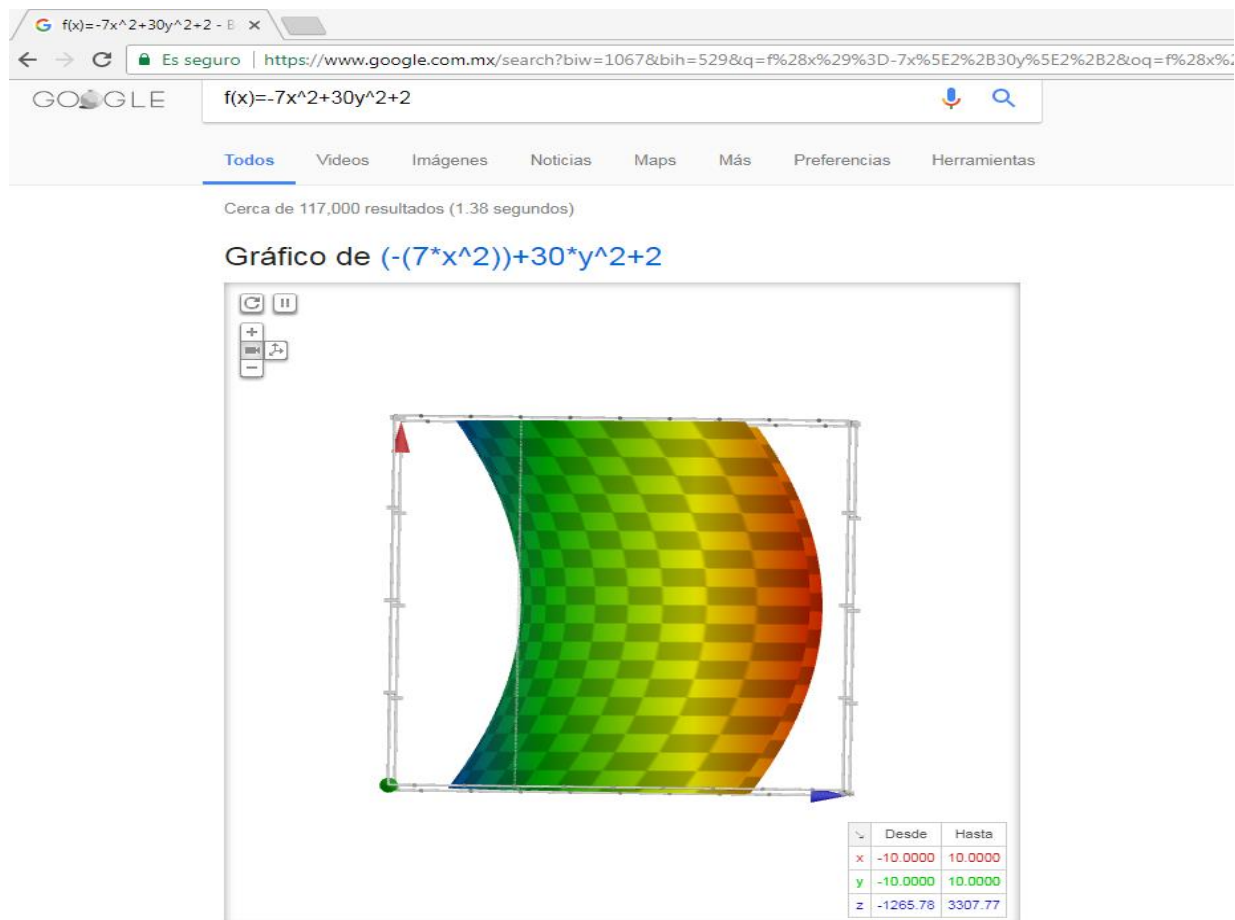 f(x)=-7x^2+30y^2+2 - B
Es seguro | https://www.google.com.mx/search?biw=1067&bih=529&q=f%28x%29%3D-7x%5E2%2B30y%5E2%2B2&oq=f%28x%2
GOOGLE
f(x)=-7x^2+30y^2+2
Todos Videos Imágenes Noticias Maps Más Preferencias Herramientas
Cerca de 117,000 resultados (1.38 segundos)
Gráfico de (-(7*x^2))+30*y^2+2
Desde Hasta
x -10.0000 10.0000
y -10.0000 10.0000
z -1265.78 3307.77